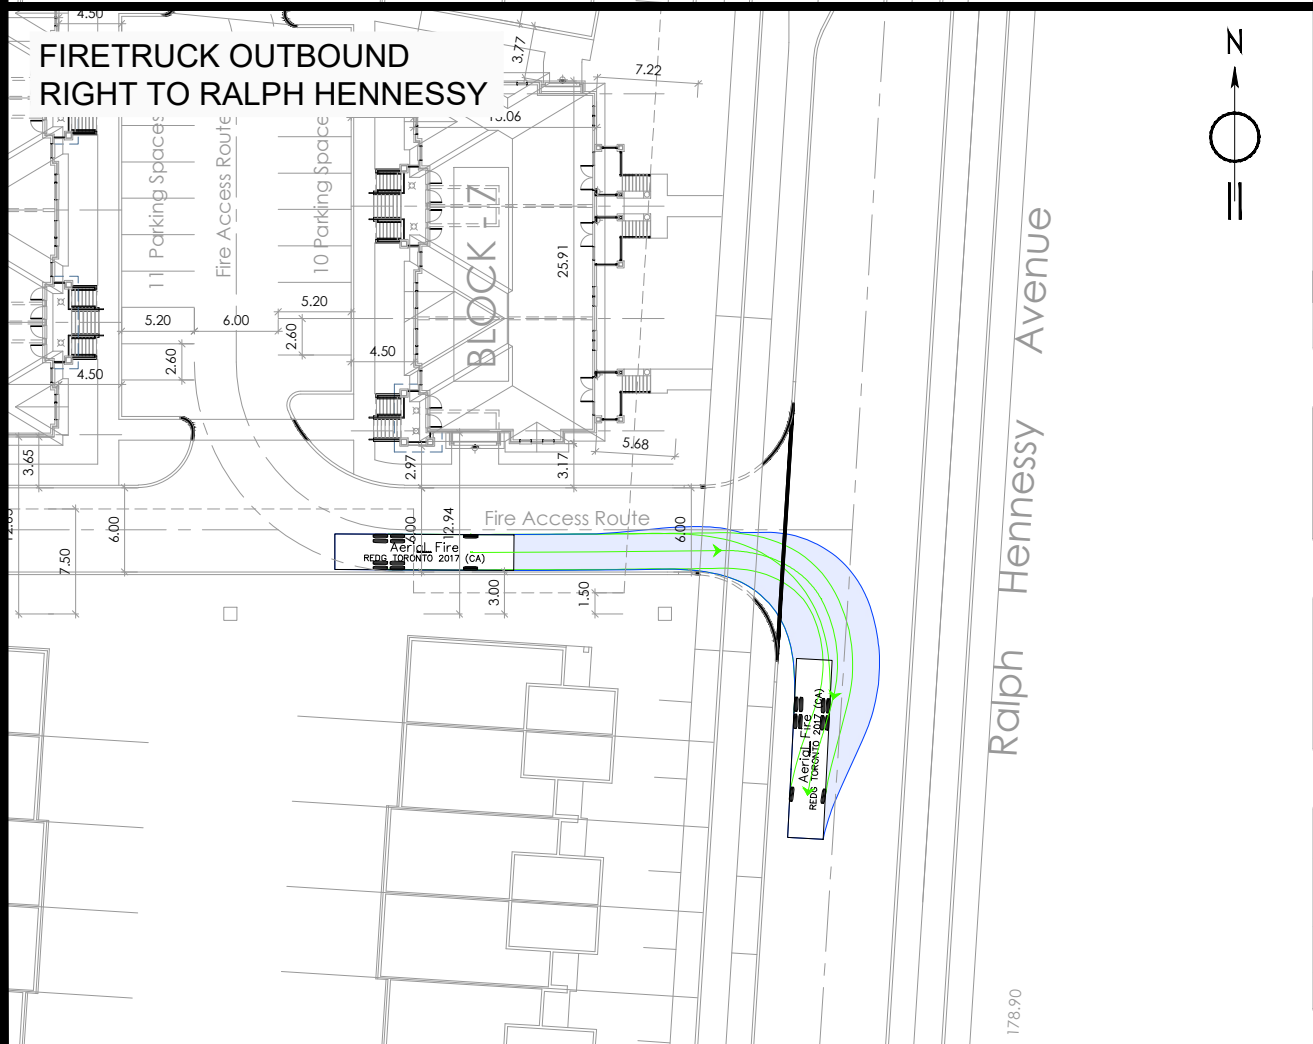 4.50
FIRETRUCK OUTBOUND
RIGHT TO RALPH HENNESSY
3.77
7.22
N
11 Parking Spaces
Fire Access Route
10 Parking Space
BLOCK -7
25.91
Ralph Hennessy Avenue
5.20
5.20
6.00
2.60
2.60
4.50
4.50
5.68
3.65
2.97
3.17
Fire Access Route
6.00
6.00
12.94
6.00
7.50
Aerial Fire
REDG TORONTO 2017 (CA)
3.00
1.50
Aerial Fire
REDG TORONTO 2017 (CA)
178.90